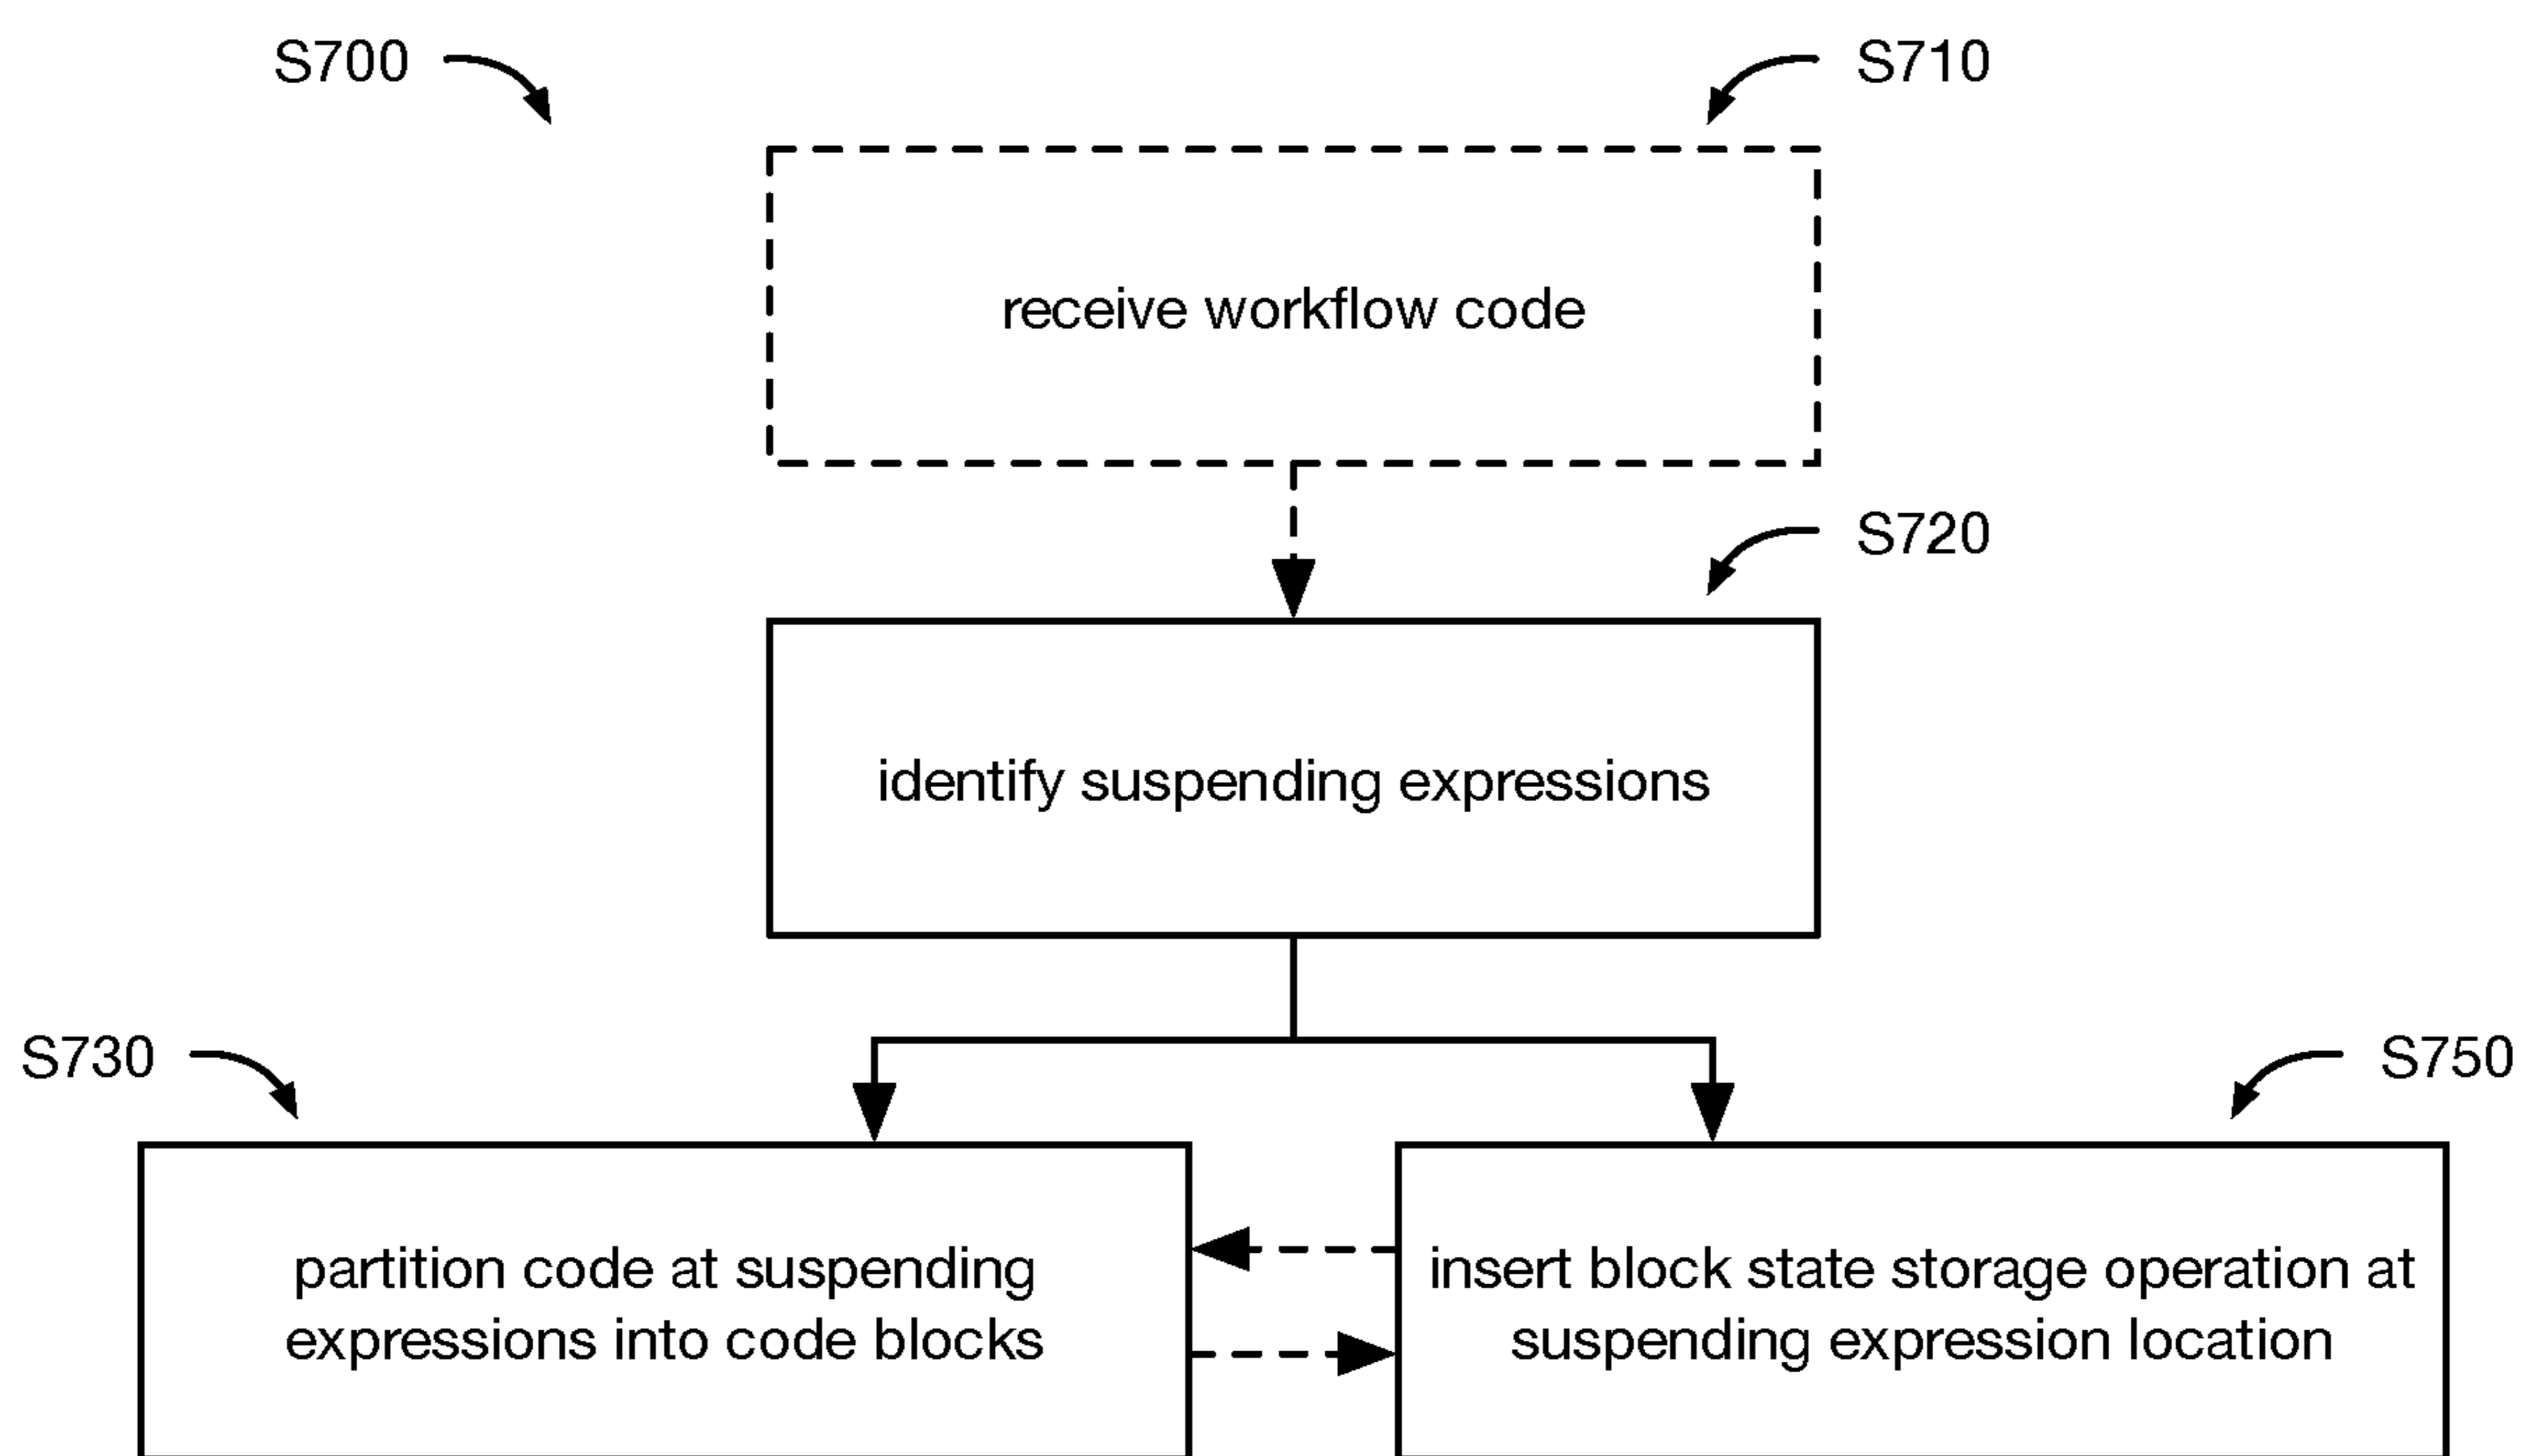 S700
S710
receive workflow code
S720
identify suspending expressions
S730
S750
partition code at suspending
expressions into code blocks
insert block state storage operation at
suspending expression location